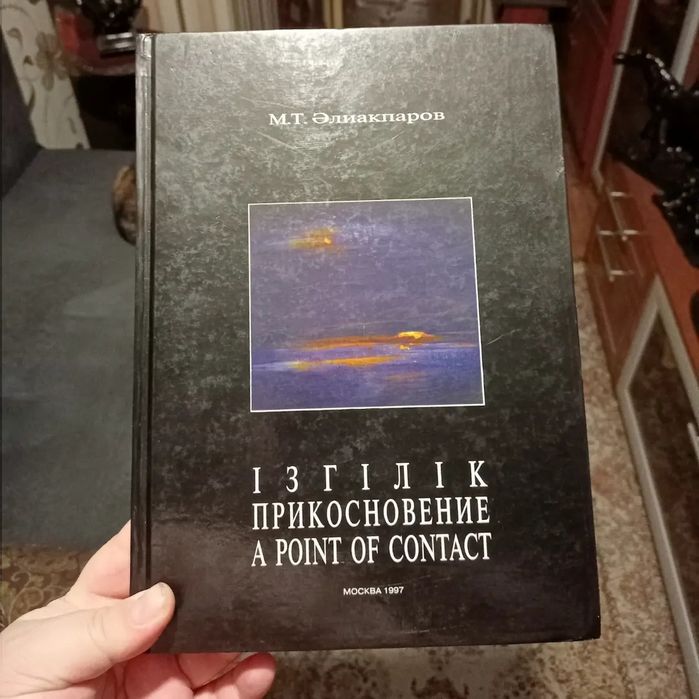 М.Т. Әлиакпаров
ІЗГІЛІК
ПРИКОСНОВЕНИЕ
A POINT OF CONTACT
МОСКВА 1997